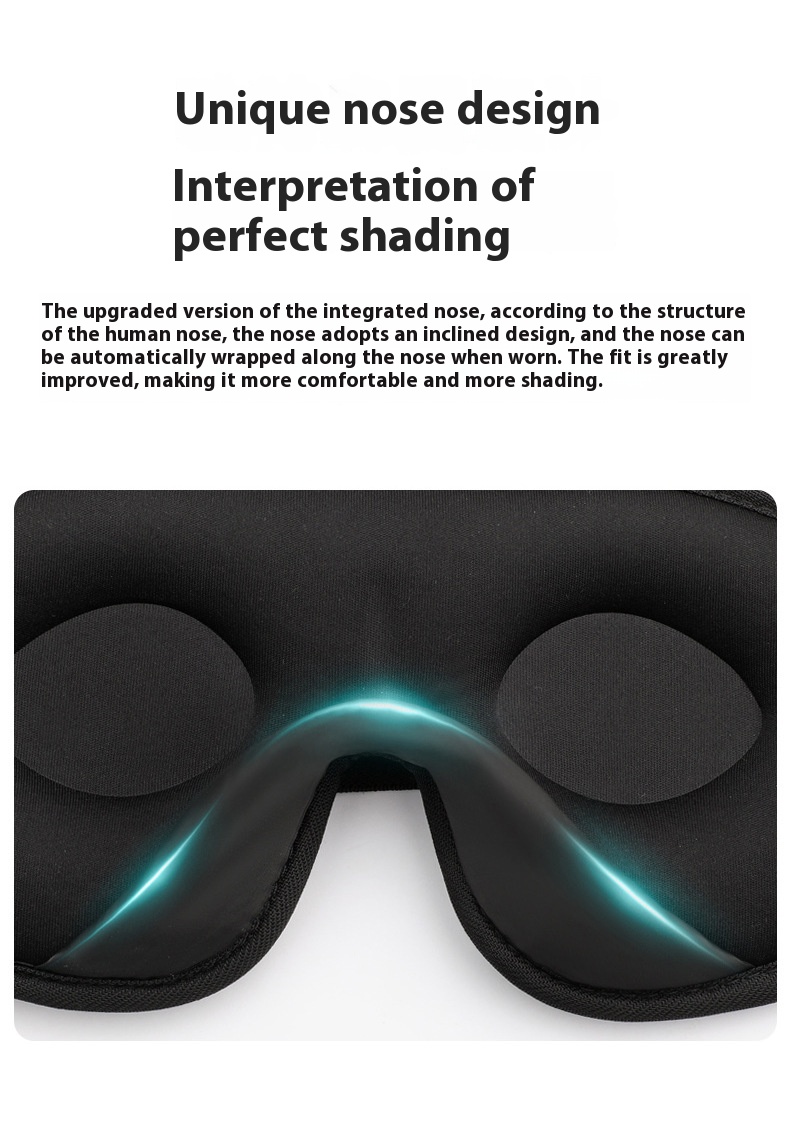 Unique nose design
Interpretation of
perfect shading
The upgraded version of the integrated nose, according to the structure
of the human nose, the nose adopts an inclined design, and the nose can
be automatically wrapped along the nose when worn. The fit is greatly
improved, making it more comfortable and more shading.